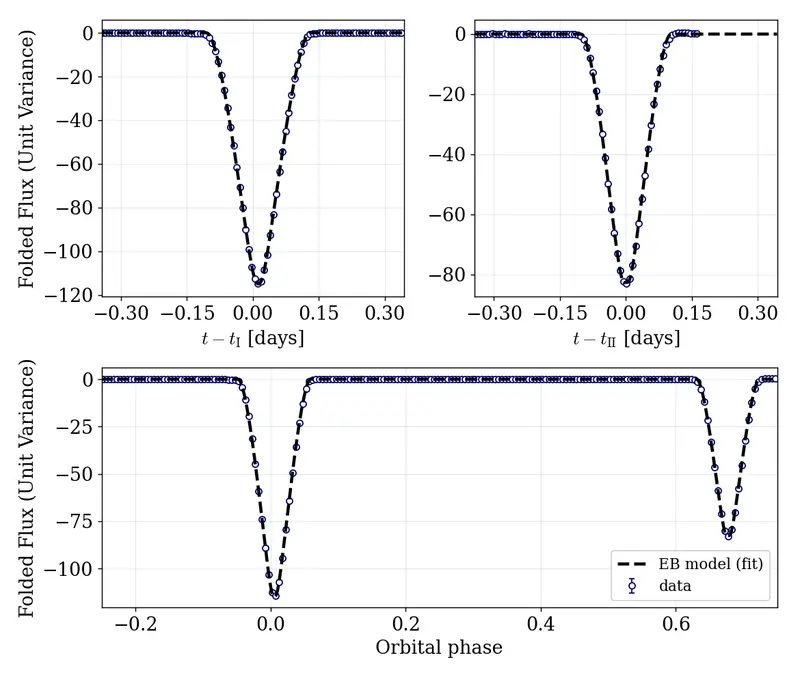 Folded Flux (Unit Variance)
0
−20
−40
−60
−80
−100
−120
−0.30 −0.15 0.00 0.15 0.30
t − t_I [days]
0
−20
−40
−60
−80
−0.30 −0.15 0.00 0.15 0.30
t − t_II [days]
Folded Flux (Unit Variance)
0
−25
−50
−75
−100
−0.2 0.0 0.2 0.4 0.6
Orbital phase
EB model (fit)
data